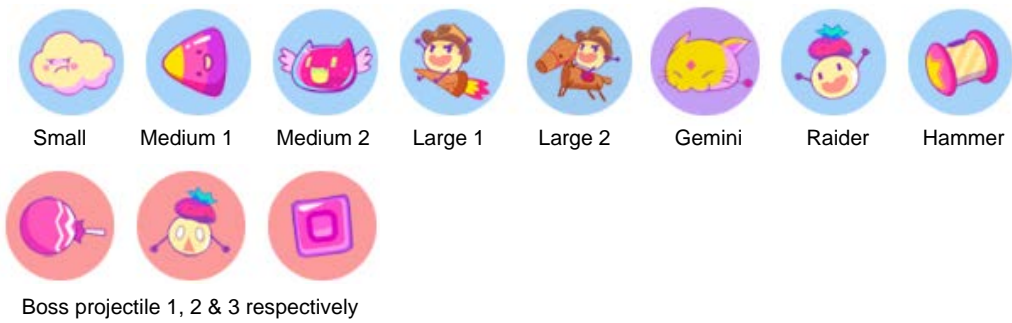 Small Medium 1 Medium 2 Large 1 Large 2 Gemini Raider Hammer
Boss projectile 1, 2 & 3 respectively